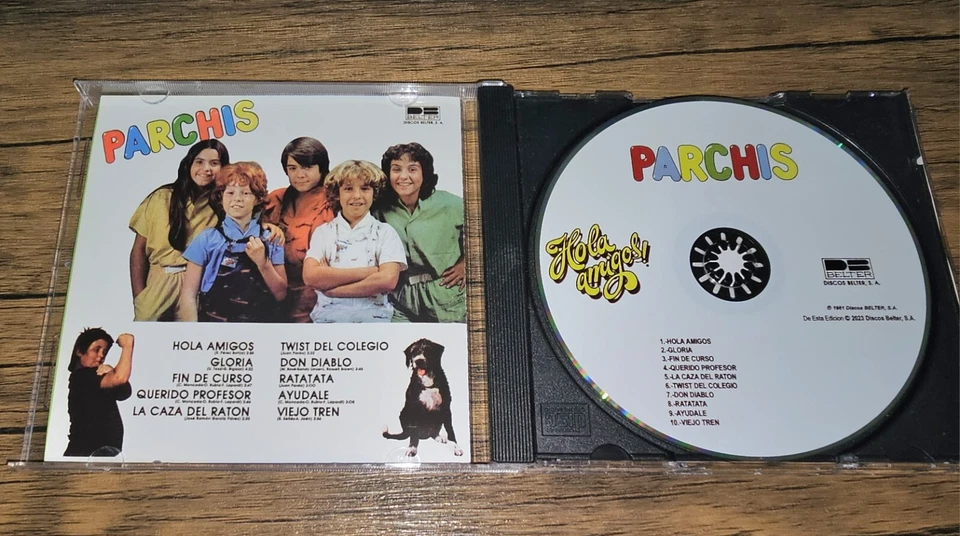 PARCHIS
BELTER
DISCOS BELTER, S. A.
HOLA AMIGOS
GLORIA
FIN DE CURSO
QUERIDO PROFESOR
LA CAZA DEL RATON
TWIST DEL COLEGIO
DON DIABLO
RATATATA
AYUDALE
VIEJO TREN
PARCHIS
Hola
amigos!
BELTER
DISCOS BELTER, S. A.
℗ 1981 Discos BELTER, S.A.
De Esta Edicion © 2023 Discos Belter, S.A.
1.-HOLA AMIGOS
2.-GLORIA
3.-FIN DE CURSO
4.-QUERIDO PROFESOR
5.-LA CAZA DEL RATON
6.-TWIST DEL COLEGIO
7.-DON DIABLO
8.-RATATATA
9.-AYUDALE
10.-VIEJO TREN